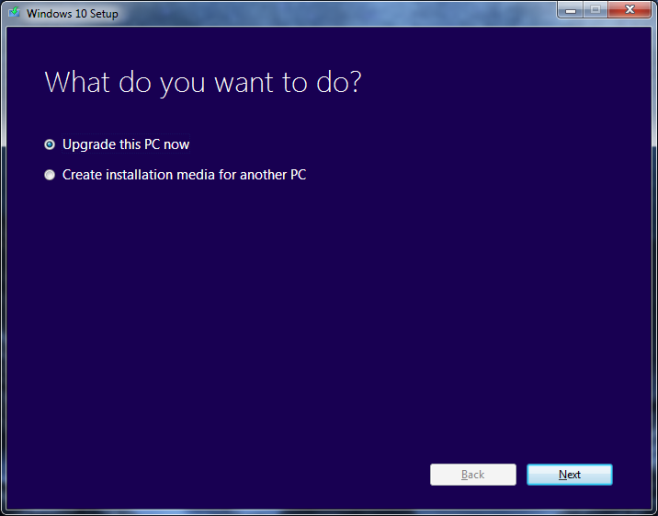 Windows 10 Setup
What do you want to do?
Upgrade this PC now
Create installation media for another PC
Back
Next